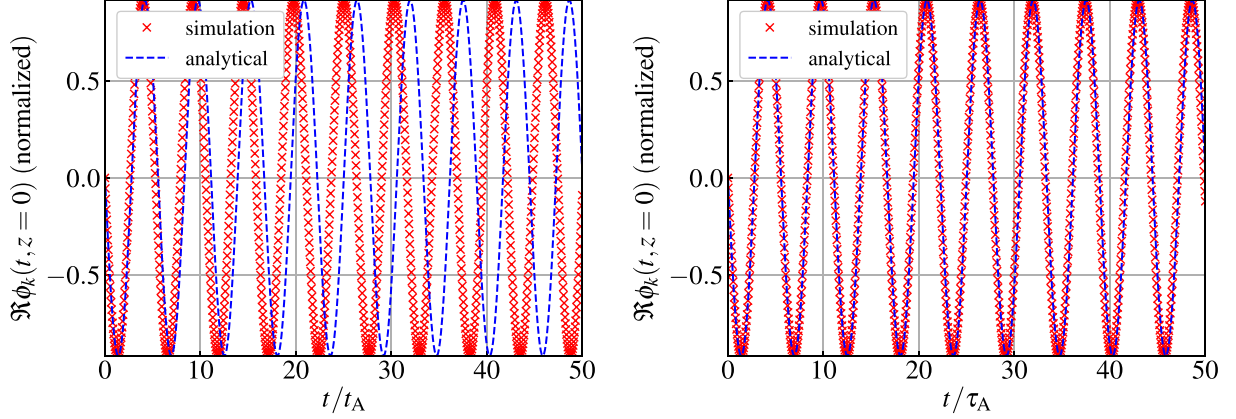 simulation
analytical
0.5
0.0
−0.5
0
10
20
30
40
50
t/t_A
ℜϕ_k(t, z = 0) (normalized)
simulation
analytical
0.5
0.0
−0.5
0
10
20
30
40
50
t/τ_A
ℜϕ_k(t, z = 0) (normalized)